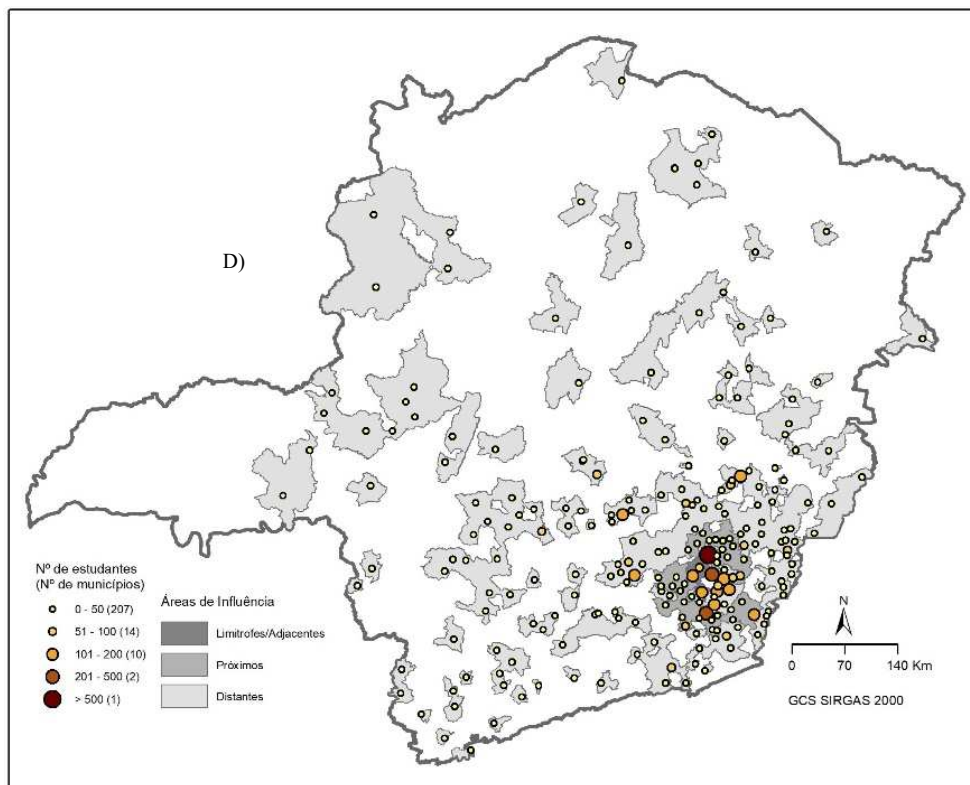 D)
Nº de estudantes
(Nº de municípios)
0 - 50 (207)
51 - 100 (14)
101 - 200 (10)
201 - 500 (2)
> 500 (1)
Áreas de Influência
Limitrofes/Adjacentes
Próximos
Distantes
N
0 70 140 Km
GCS SIRGAS 2000